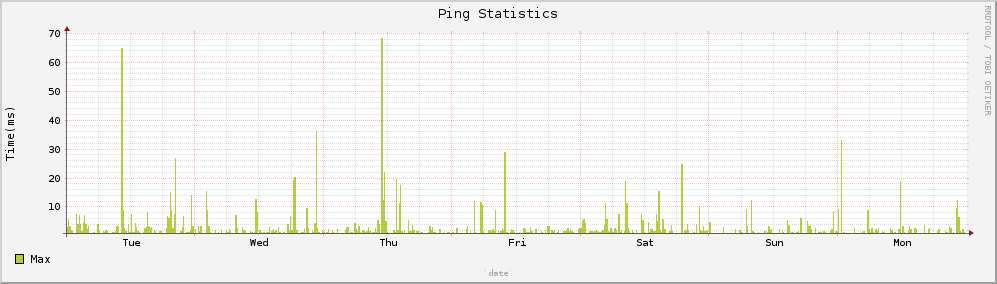 Ping Statistics
RRDTOOL / TOBI OETIKER
Time(ms)
70
60
50
40
30
20
10
Tue Wed Thu Fri Sat Sun Mon
Max
`date`